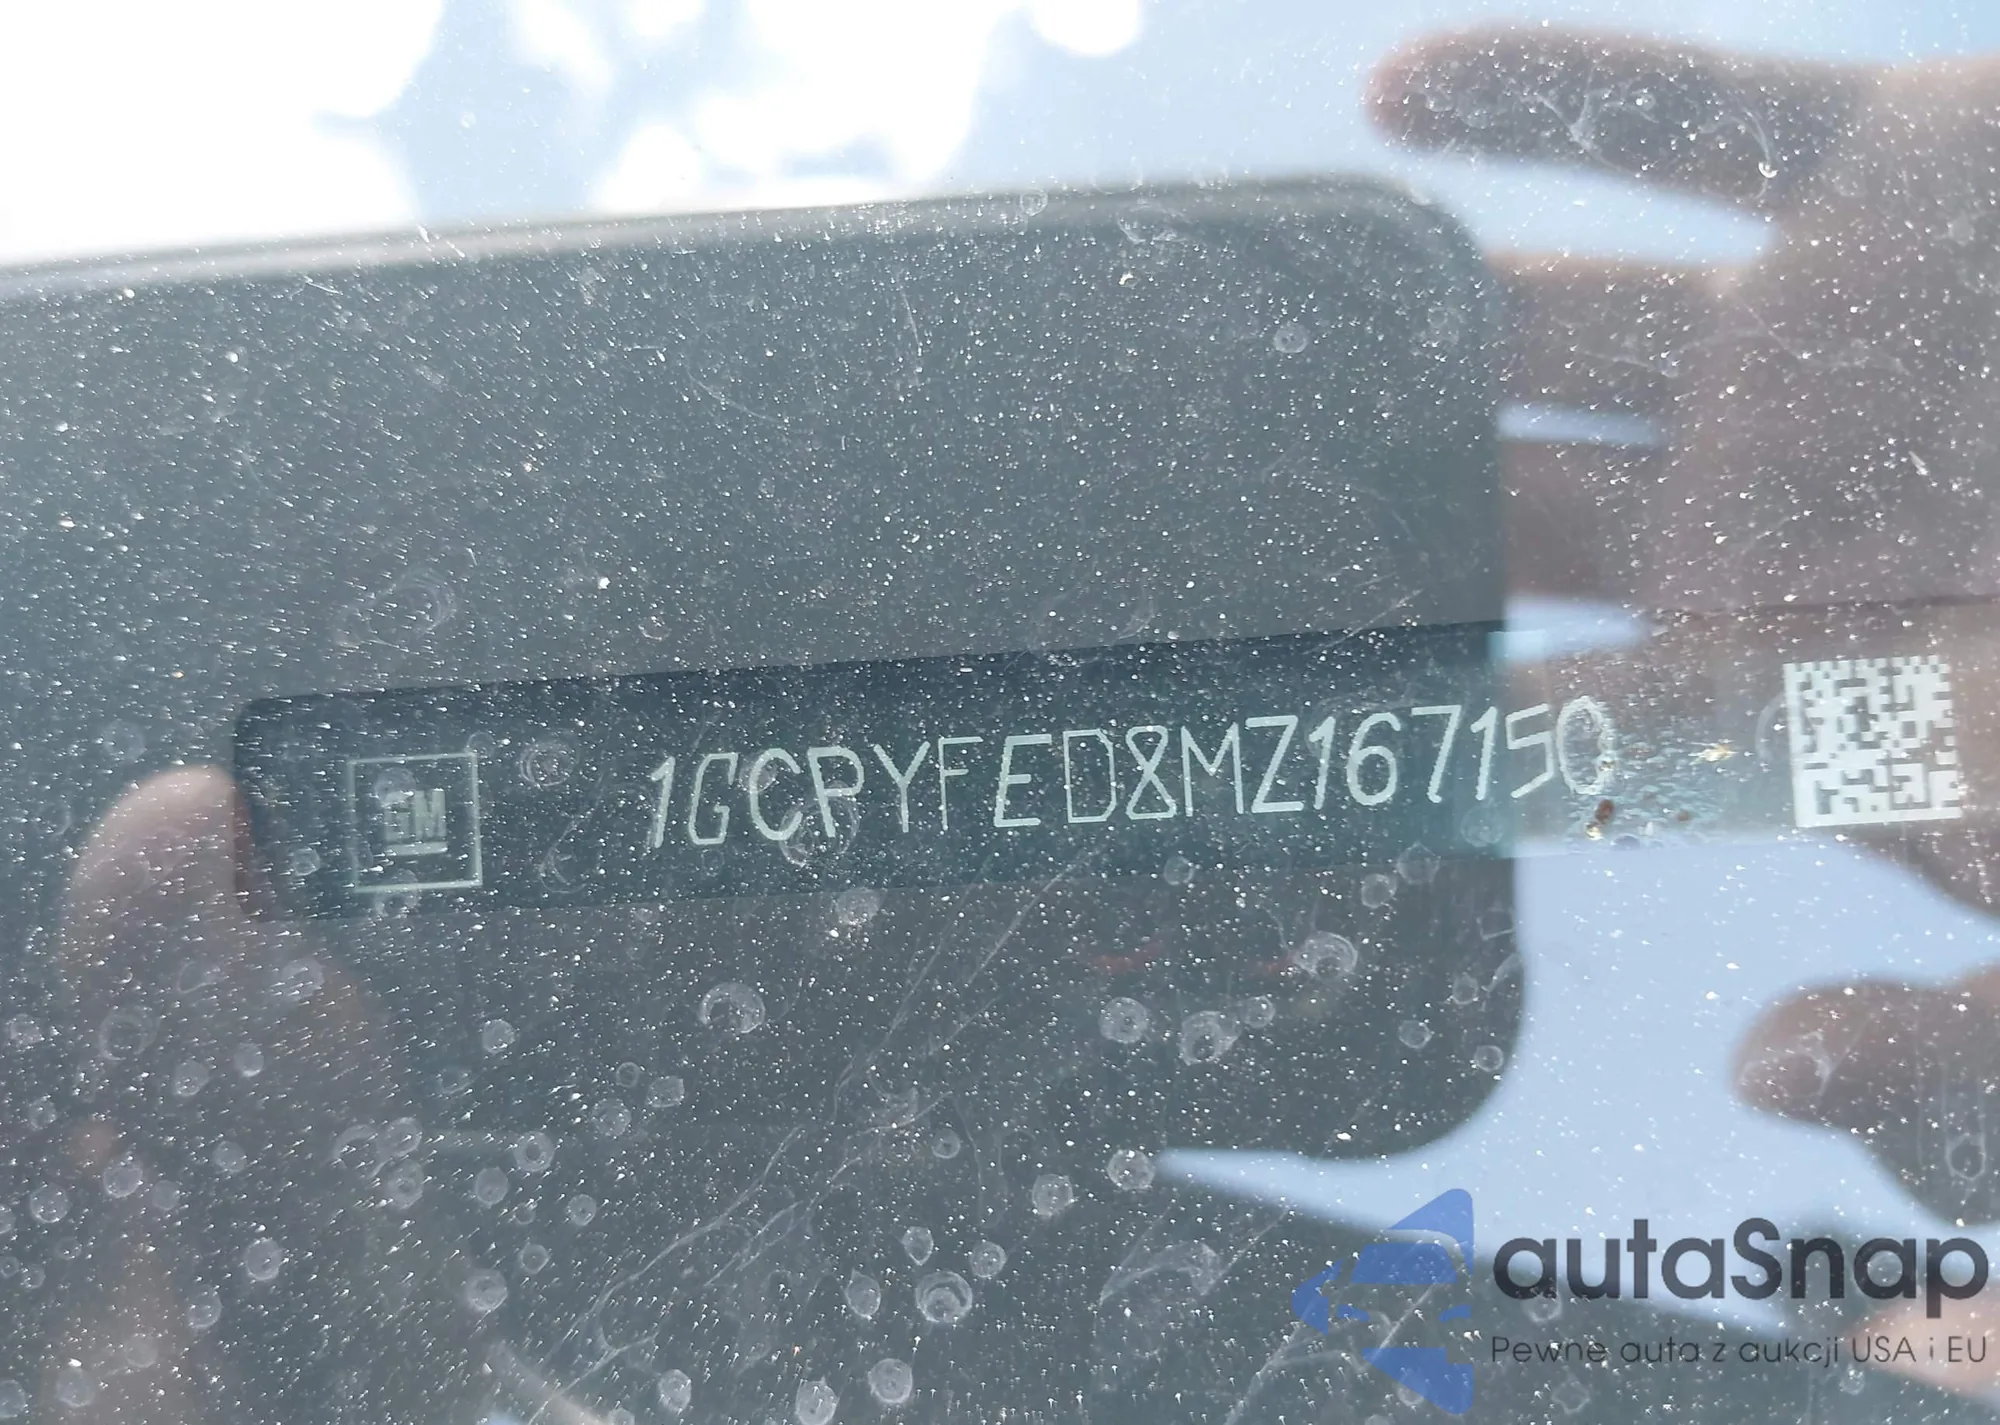 GM
1GCPYFED8MZ167150
autaSnap
Pewne auta z aukcji USA i EU